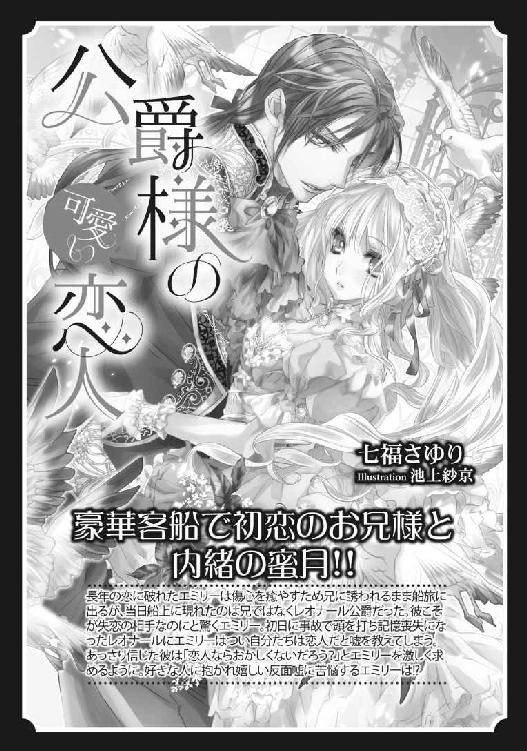 公爵様の
可愛い
恋人
七福さゆり
Illustration 池上紗京
豪華客船で初恋のお兄様と
内緒の蜜月!!
長年の恋に破れたエミリーは傷心を癒やすため兄に誘われるまま船旅に
出るが、当日船上に現れたのは兄ではなくレオナール公爵だった。彼こそ
が失恋の相手なのにと驚くエミリー。初日に事故で頭を打ち記憶喪失にな
ったレオナールにエミリーはつい自分たちは恋人だと嘘を教えてしまう。
あっさり信じた彼は「恋人ならおかしくないだろう?」とエミリーを激しく求
めるように。好きな人に抱かれ嬉しい反面嘘に苦悩するエミリーは?